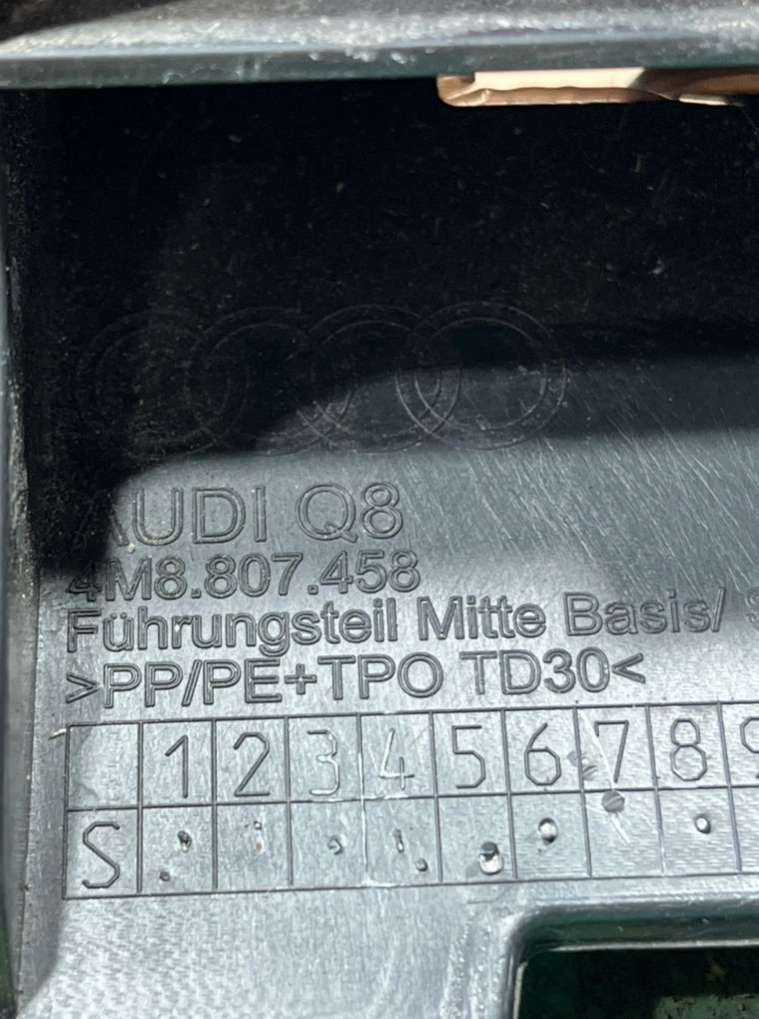 AUDI Q8
4M8.807.458
Führungsteil Mitte Basis/ S
>PP/PE+TPO TD30<
1 2 3 4 5 6 7 8 9
S